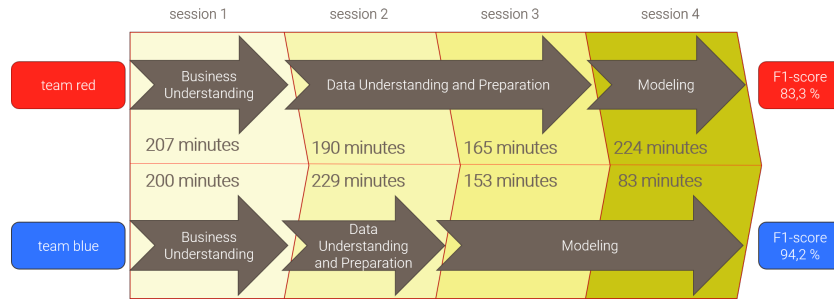 session 1
session 2
session 3
session 4
team red
Business
Understanding
Data Understanding and Preparation
Modeling
F1-score
83,3 %
207 minutes
190 minutes
165 minutes
224 minutes
200 minutes
229 minutes
153 minutes
83 minutes
team blue
Business
Understanding
Data
Understanding
and Preparation
Modeling
F1-score
94,2 %